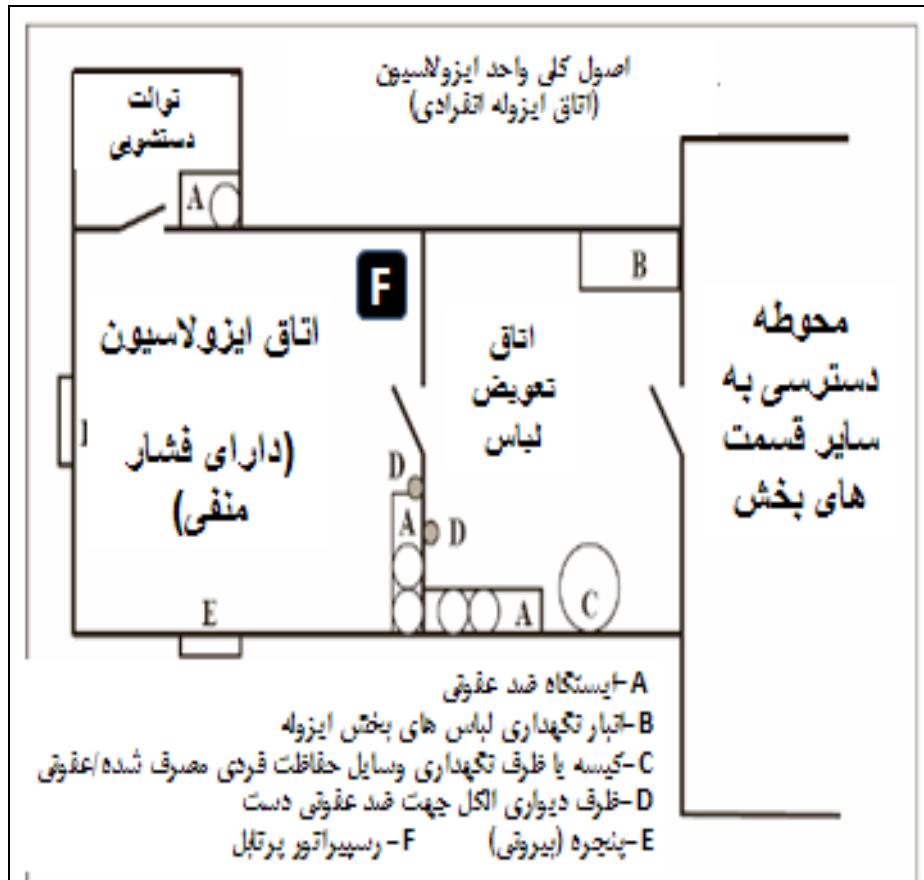 اصول کلی واحد ایزولاسیون
(اتاق ایزوله انفرادی)
توالت
دستشویی
A
B
F
اتاق ایزولاسیون
(دارای فشار
منفی)
اتاق
تعویض
لباس
محوطه
دسترسی به
سایر قسمت
های بخش
D
A
D
A
C
E
A-ایستگاه ضد عفونی
B-انبار نگهداری لباس های بخش ایزوله
C-کیسه یا ظرف نگهداری وسایل حفاظت فردی مصرف شده/عفونی
D-ظرف دیواری الکل جهت ضد عفونی دست
E-پنجره (بیرونی) F- رسپیراتور پرتابل